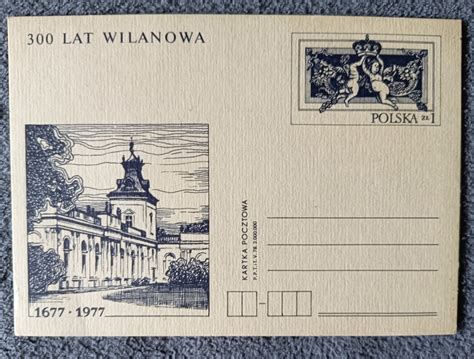 300 LAT WILANOWA
POLSKA zł 1
1677 · 1977
KARTKA POCZTOWA